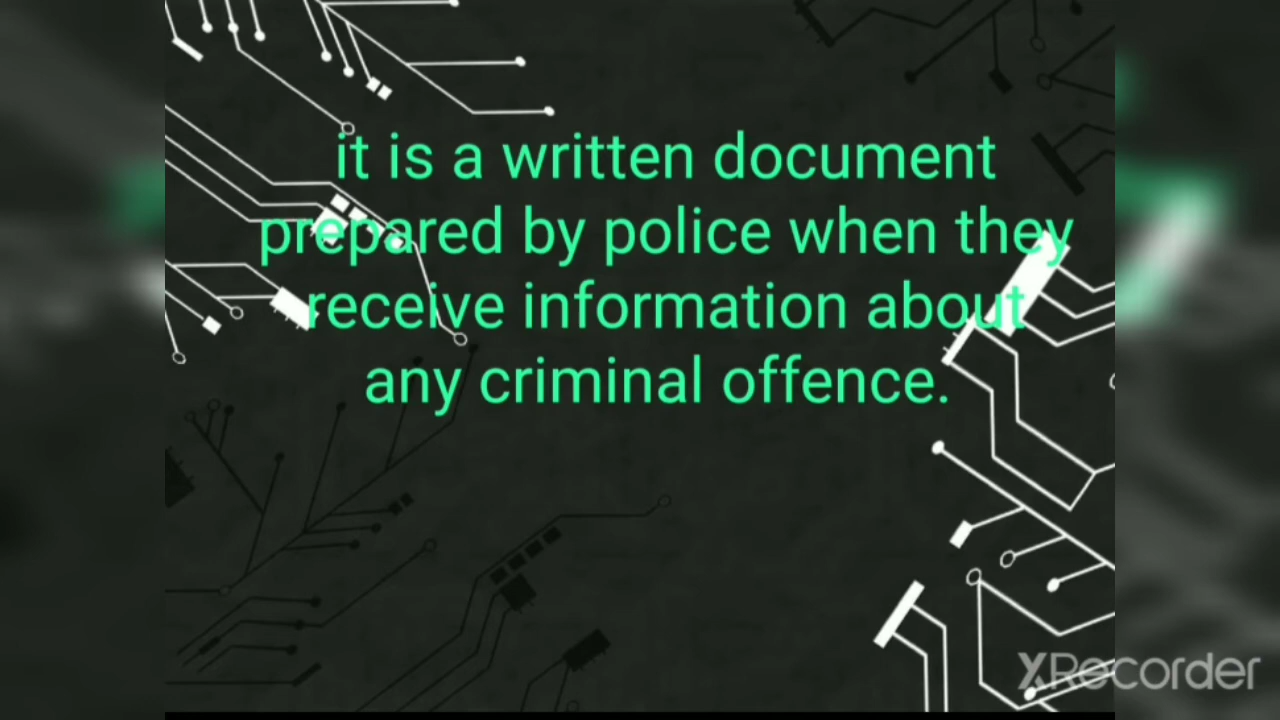 it is a written document
prepared by police when they
receive information about
any criminal offence.
XRecorder